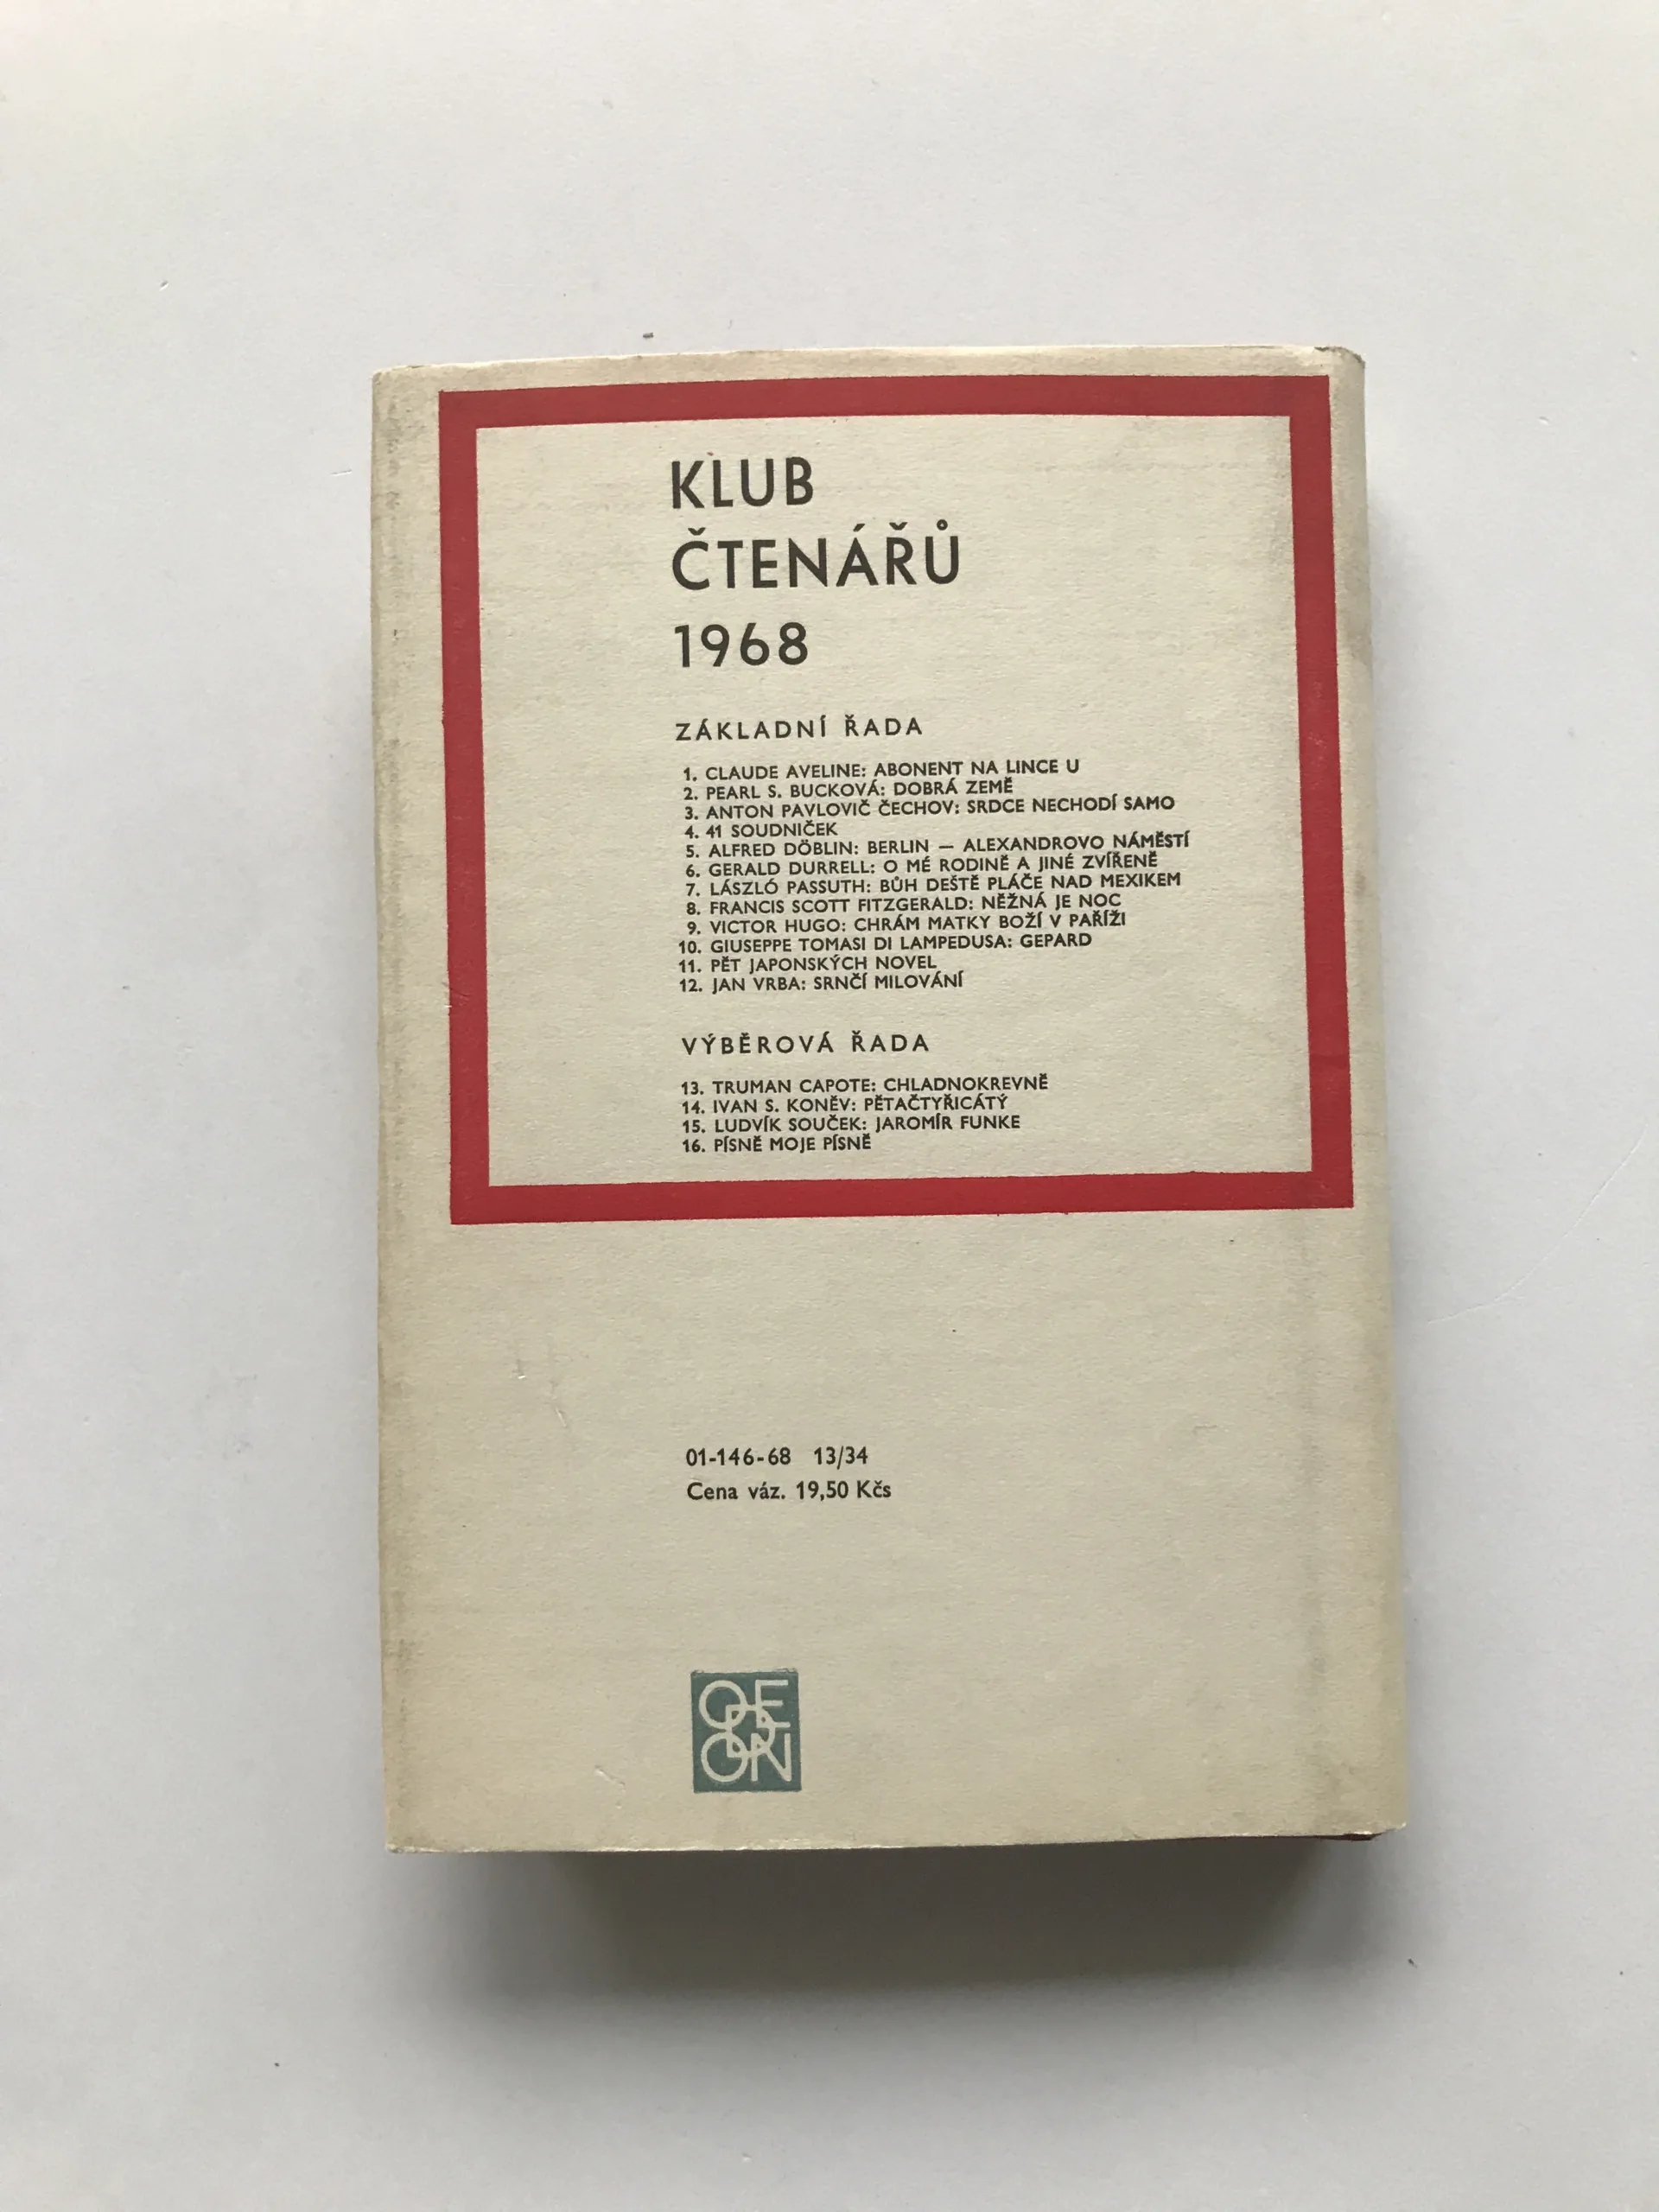 KLUB
ČTENÁŘŮ
1968
ZÁKLADNÍ ŘADA
1. CLAUDE AVELINE: ABONENT NA LINCE U
2. PEARL S. BUCKOVÁ: DOBRÁ ZEMĚ
3. ANTON PAVLOVIČ ČECHOV: SRDCE NECHODÍ SAMO
4. 41 SOUDNIČEK
5. ALFRED DÖBLIN: BERLIN — ALEXANDROVO NÁMĚSTÍ
6. GERALD DURRELL: O MÉ RODINĚ A JINÉ ZVÍŘENĚ
7. LÁSZLÓ PASSUTH: BŮH DEŠTĚ PLÁČE NAD MEXIKEM
8. FRANCIS SCOTT FITZGERALD: NĚŽNÁ JE NOC
9. VICTOR HUGO: CHRÁM MATKY BOŽÍ V PAŘÍŽI
10. GIUSEPPE TOMASI DI LAMPEDUSA: GEPARD
11. PĚT JAPONSKÝCH NOVEL
12. JAN VRBA: SRNČÍ MILOVÁNÍ
VÝBĚROVÁ ŘADA
13. TRUMAN CAPOTE: CHLADNOKREVNĚ
14. IVAN S. KONĚV: PĚTAČTYŘICÁTÝ
15. LUDVÍK SOUČEK: JAROMÍR FUNKE
16. PÍSNĚ MOJE PÍSNĚ
01-146-68 13/34
Cena váz. 19,50 Kčs
ODEON